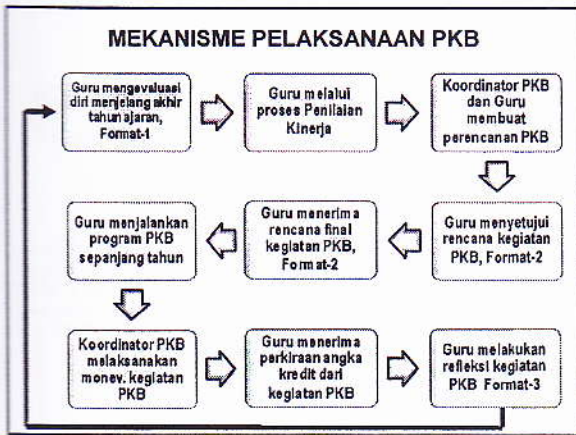 MEKANISME PELAKSANAAN PKB
Guru mengevaluasi
diri menjelang akhir
tahun ajaran,
Format-1
Guru melalui
proses Penilaian
Kinerja
Koordinator PKB
dan Guru
membuat
perencanan PKB
Guru menyetujui
rencana kegiatan
PKB, Format-2
Guru menerima
rencana final
kegiatan PKB,
Format-2
Guru menjalankan
program PKB
sepanjang tahun
Koordinator PKB
melaksanakan
monev. kegiatan
PKB
Guru menerima
perkiraan angka
kredit dari
kegiatan PKB
Guru melakukan
refleksi kegiatan
PKB Format-3